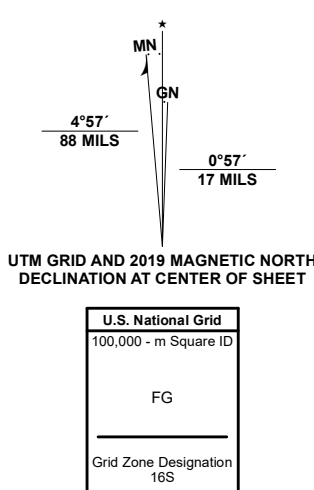 MN
GN
4°57´
88 MILS
0°57´
17 MILS
UTM GRID AND 2019 MAGNETIC NORTH
DECLINATION AT CENTER OF SHEET
U.S. National Grid
100,000 - m Square ID
FG
Grid Zone Designation
16S